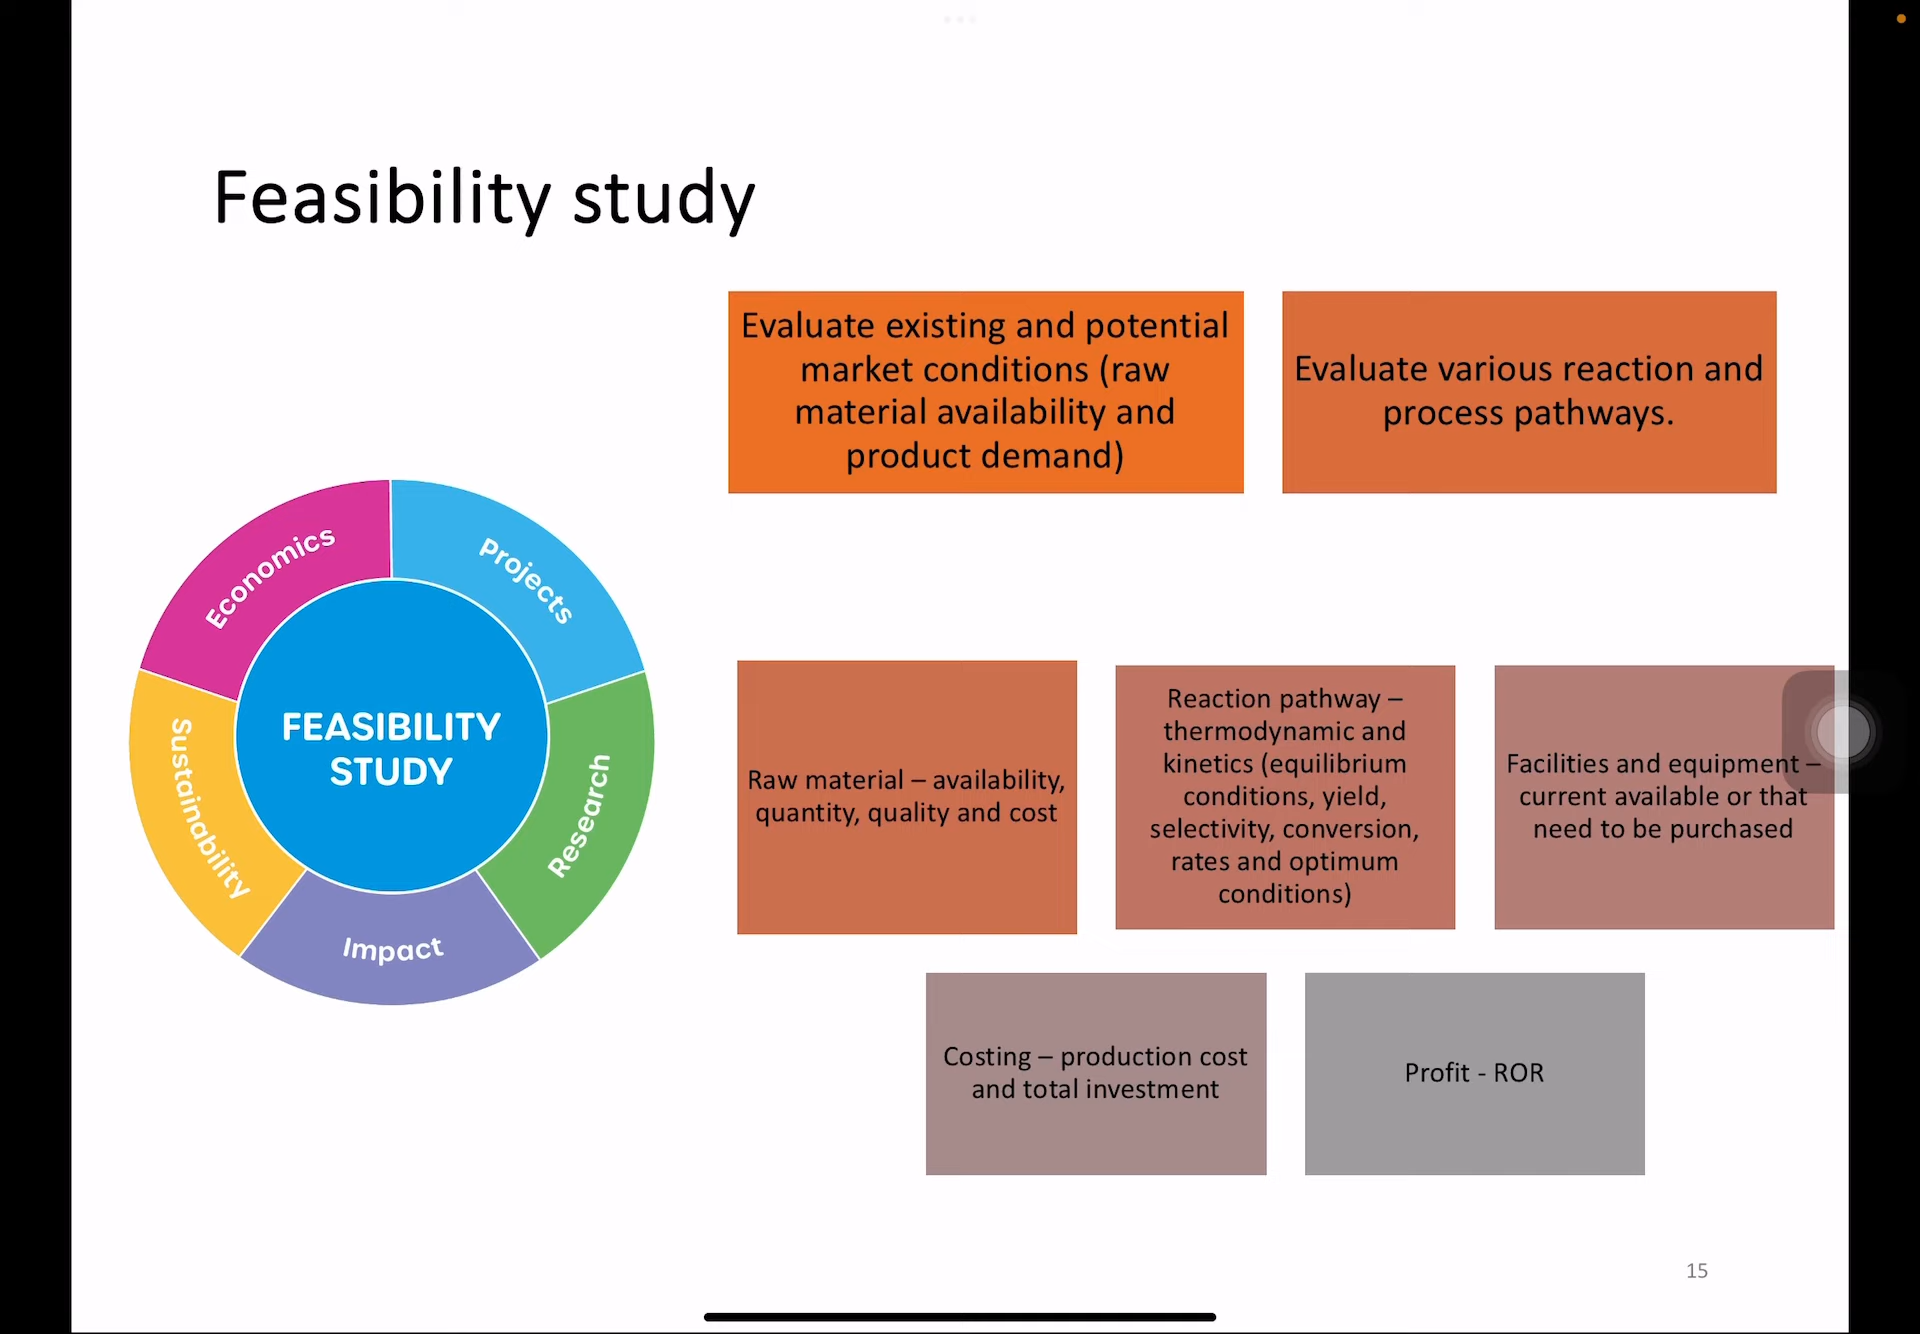 Feasibility study
Evaluate existing and potential
market conditions (raw
material availability and
product demand)
Evaluate various reaction and
process pathways.
Economics
Projects
Sustainability
Research
Impact
FEASIBILITY
STUDY
Raw material – availability,
quantity, quality and cost
Reaction pathway –
thermodynamic and
kinetics (equilibrium
conditions, yield,
selectivity, conversion,
rates and optimum
conditions)
Facilities and equipment –
current available or that
need to be purchased
Costing – production cost
and total investment
Profit - ROR
15